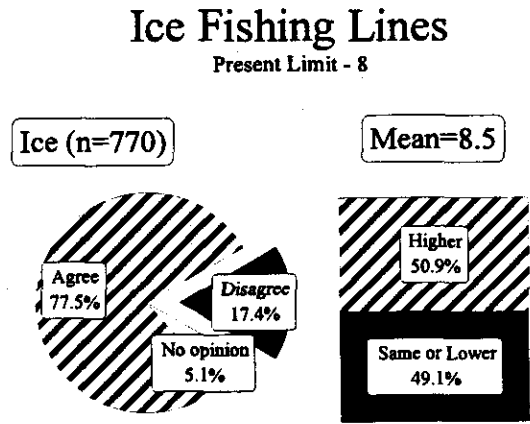 Ice Fishing Lines
Present Limit - 8
Ice (n=770)
Mean=8.5
Agree
77.5%
Disagree
17.4%
No opinion
5.1%
Higher
50.9%
Same or Lower
49.1%